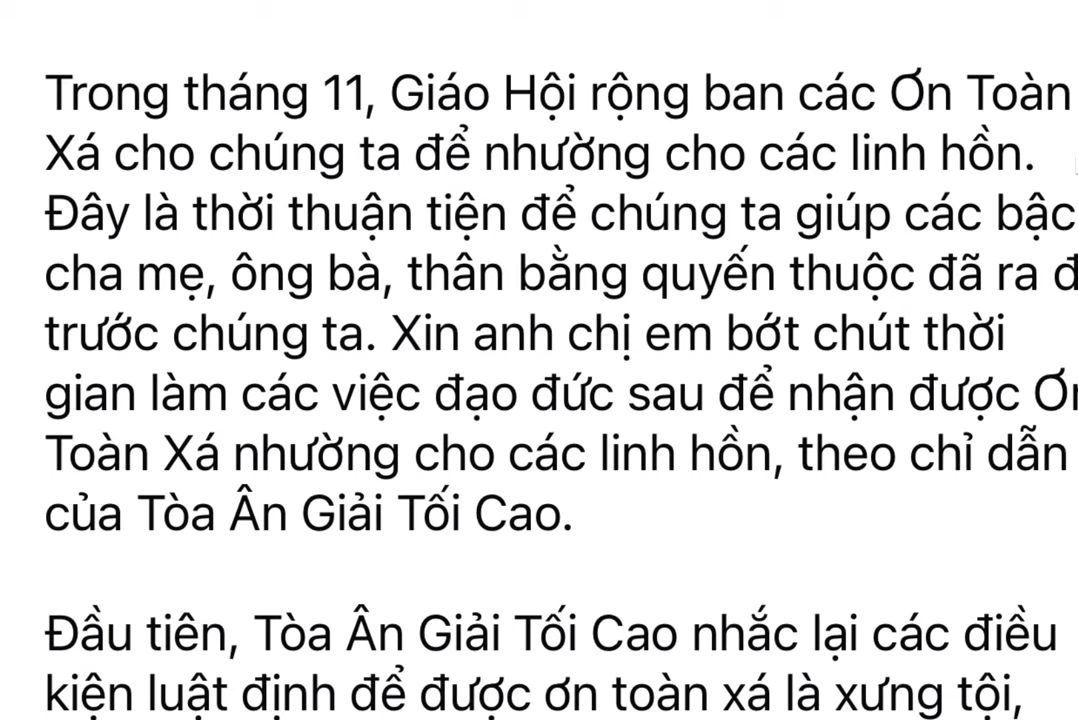 Trong tháng 11, Giáo Hội rộng ban các Ơn Toàn
Xá cho chúng ta để nhường cho các linh hồn.
Đây là thời thuận tiện để chúng ta giúp các bậc
cha mẹ, ông bà, thân bằng quyến thuộc đã ra
trước chúng ta. Xin anh chị em bớt chút thời
gian làm các việc đạo đức sau để nhận được
Toàn Xá nhường cho các linh hồn, theo chỉ dẫn
của Tòa Ân Giải Tối Cao.
Đầu tiên, Tòa Ân Giải Tối Cao nhắc lại các điều
kiện luật định để được ơn toàn xá là xưng tội,